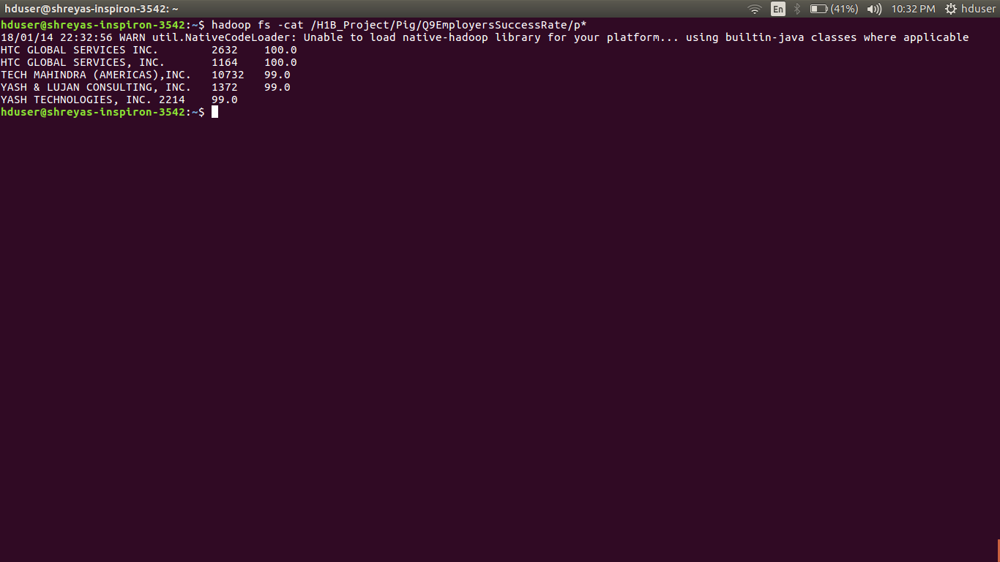 hduser@shreyas-inspiron-3542: ~ En (41%) 10:32 PM hduser
hduser@shreyas-inspiron-3542:~$ hadoop fs -cat /H1B_Project/Pig/Q9EmployersSuccessRate/p*
18/01/14 22:32:56 WARN util.NativeCodeLoader: Unable to load native-hadoop library for your platform... using builtin-java classes where applicable
HTC GLOBAL SERVICES INC.	2632	100.0
HTC GLOBAL SERVICES, INC.	1164	100.0
TECH MAHINDRA (AMERICAS),INC.	10732	99.0
YASH & LUJAN CONSULTING, INC.	1372	99.0
YASH TECHNOLOGIES, INC.	2214	99.0
hduser@shreyas-inspiron-3542:~$